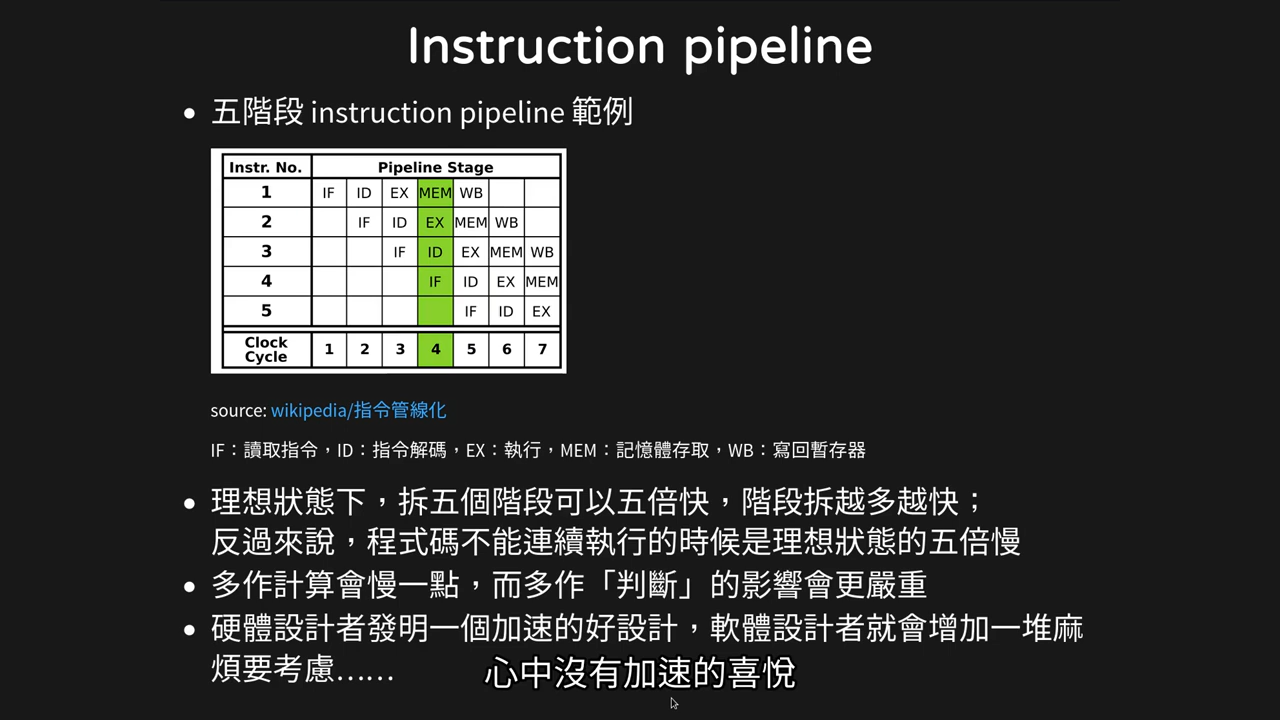 Instruction pipeline
五階段 instruction pipeline 範例
Instr. No. Pipeline Stage
1 IF ID EX MEM WB
2 IF ID EX MEM WB
3 IF ID EX MEM WB
4 IF ID EX MEM
5 IF ID EX
Clock
Cycle 1 2 3 4 5 6 7
source: wikipedia/指令管線化
IF：讀取指令，ID：指令解碼，EX：執行，MEM：記憶體存取，WB：寫回暫存器
理想狀態下，拆五個階段可以五倍快，階段拆越多越快；
反過來說，程式碼不能連續執行的時候是理想狀態的五倍慢
多作計算會慢一點，而多作「判斷」的影響會更嚴重
硬體設計者發明一個加速的好設計，軟體設計者就會增加一堆麻
煩要考慮……
心中沒有加速的喜悅